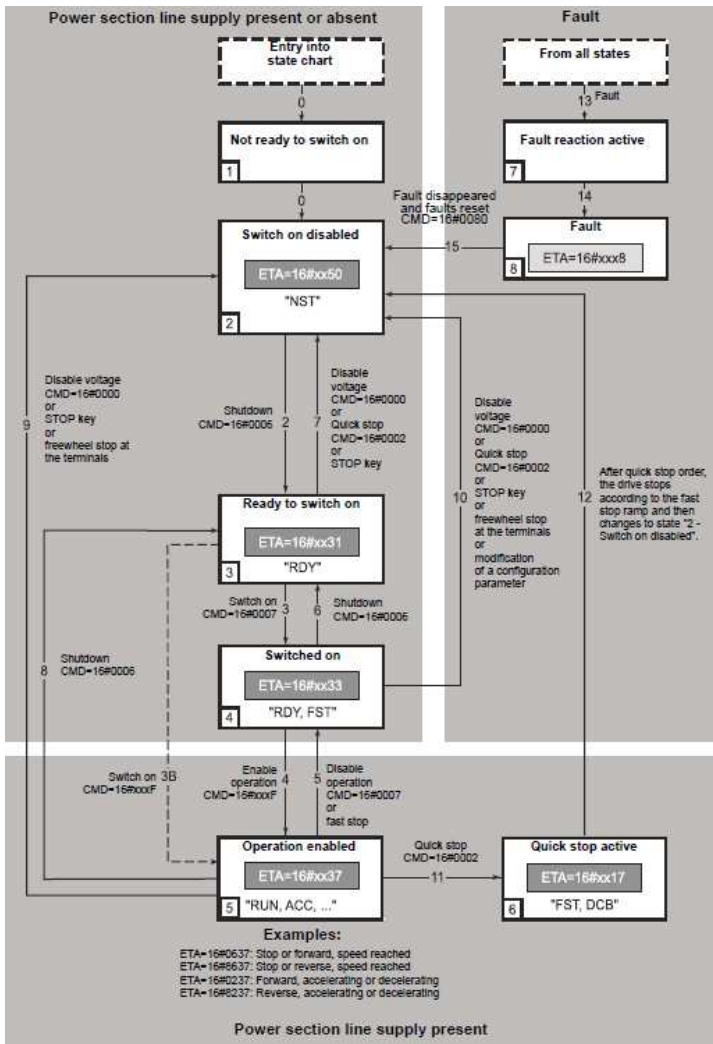 Power section line supply present or absent
Fault
Entry into
state chart
From all states
0
13 Fault
Not ready to switch on
1
Fault reaction active
7
0
14
Fault disappeared
and faults reset
CMD=16#0080
15
Switch on disabled
ETA=16#xx50
"NST"
2
Fault
ETA=16#xxx8
8
9
Disable voltage
CMD=16#0000
or
STOP key
or
freewheel stop at
the terminals
Shutdown
CMD=16#0006
2
7
Disable
voltage
CMD=16#0000
or
Quick stop
CMD=16#0002
or
STOP key
10
Disable
voltage
CMD=16#0000
or
Quick stop
CMD=16#0002
or
STOP key
or
freewheel stop
at the terminals
or
modification
of a configuration
parameter
12
After quick stop order,
the drive stops
according to the fast
stop ramp and then
changes to state "2 -
Switch on disabled".
Ready to switch on
ETA=16#xx31
"RDY"
3
Switch on
CMD=16#0007
3
6
Shutdown
CMD=16#0006
8
Shutdown
CMD=16#0006
Switched on
ETA=16#xx33
"RDY, FST"
4
Switch on
CMD=16#xxxF
3B
Enable
operation
CMD=16#xxxF
4
5
Disable
operation
CMD=16#0007
or
fast stop
Operation enabled
ETA=16#xx37
"RUN, ACC, ..."
5
Quick stop
CMD=16#0002
11
Quick stop active
ETA=16#xx17
"FST, DCB"
6
Examples:
ETA=16#0637: Stop or forward, speed reached
ETA=16#8637: Stop or reverse, speed reached
ETA=16#0237: Forward, accelerating or decelerating
ETA=16#8237: Reverse, accelerating or decelerating
Power section line supply present